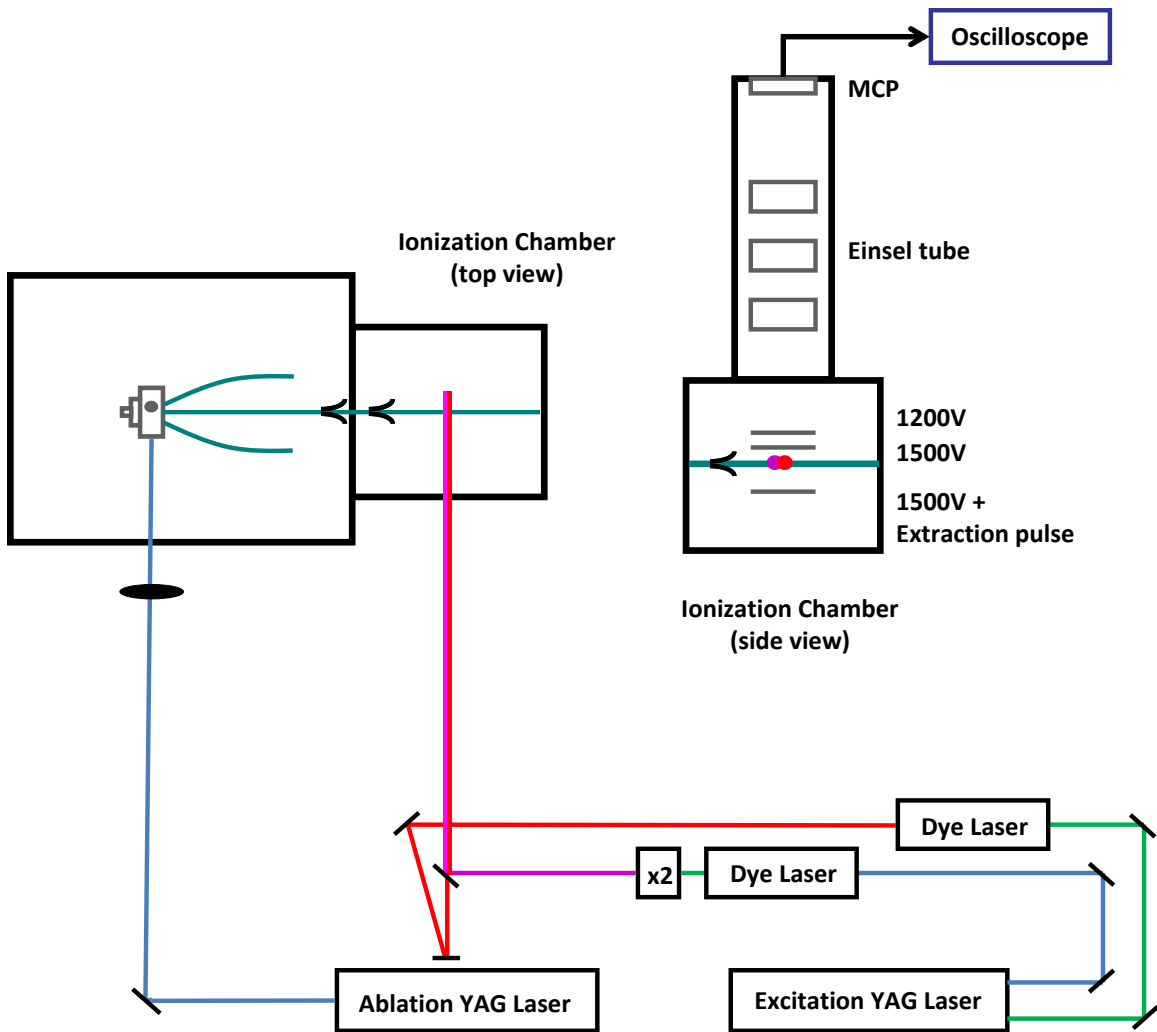 Oscilloscope
MCP
Ionization Chamber
(top view)
Einsel tube
1200V
1500V
1500V +
Extraction pulse
Ionization Chamber
(side view)
Dye Laser
x2
Dye Laser
Ablation YAG Laser
Excitation YAG Laser